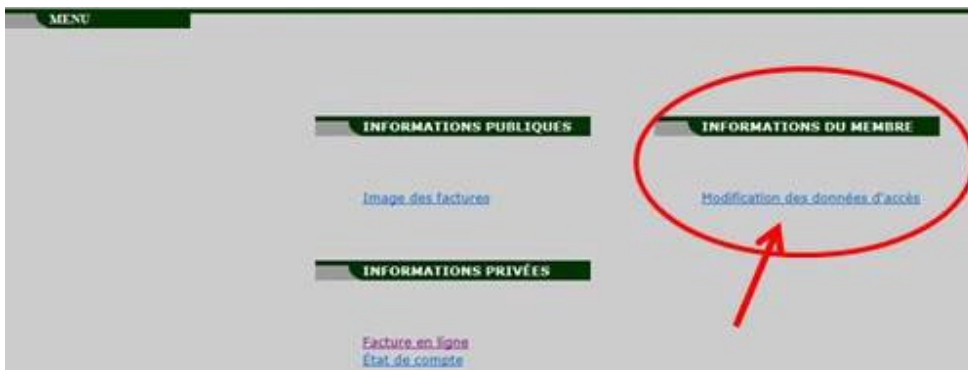 MENU
INFORMATIONS PUBLIQUES
INFORMATIONS DU MEMBRE
Image des factures
Modification des données d'accès
INFORMATIONS PRIVÉES
Facture en ligne
État de compte